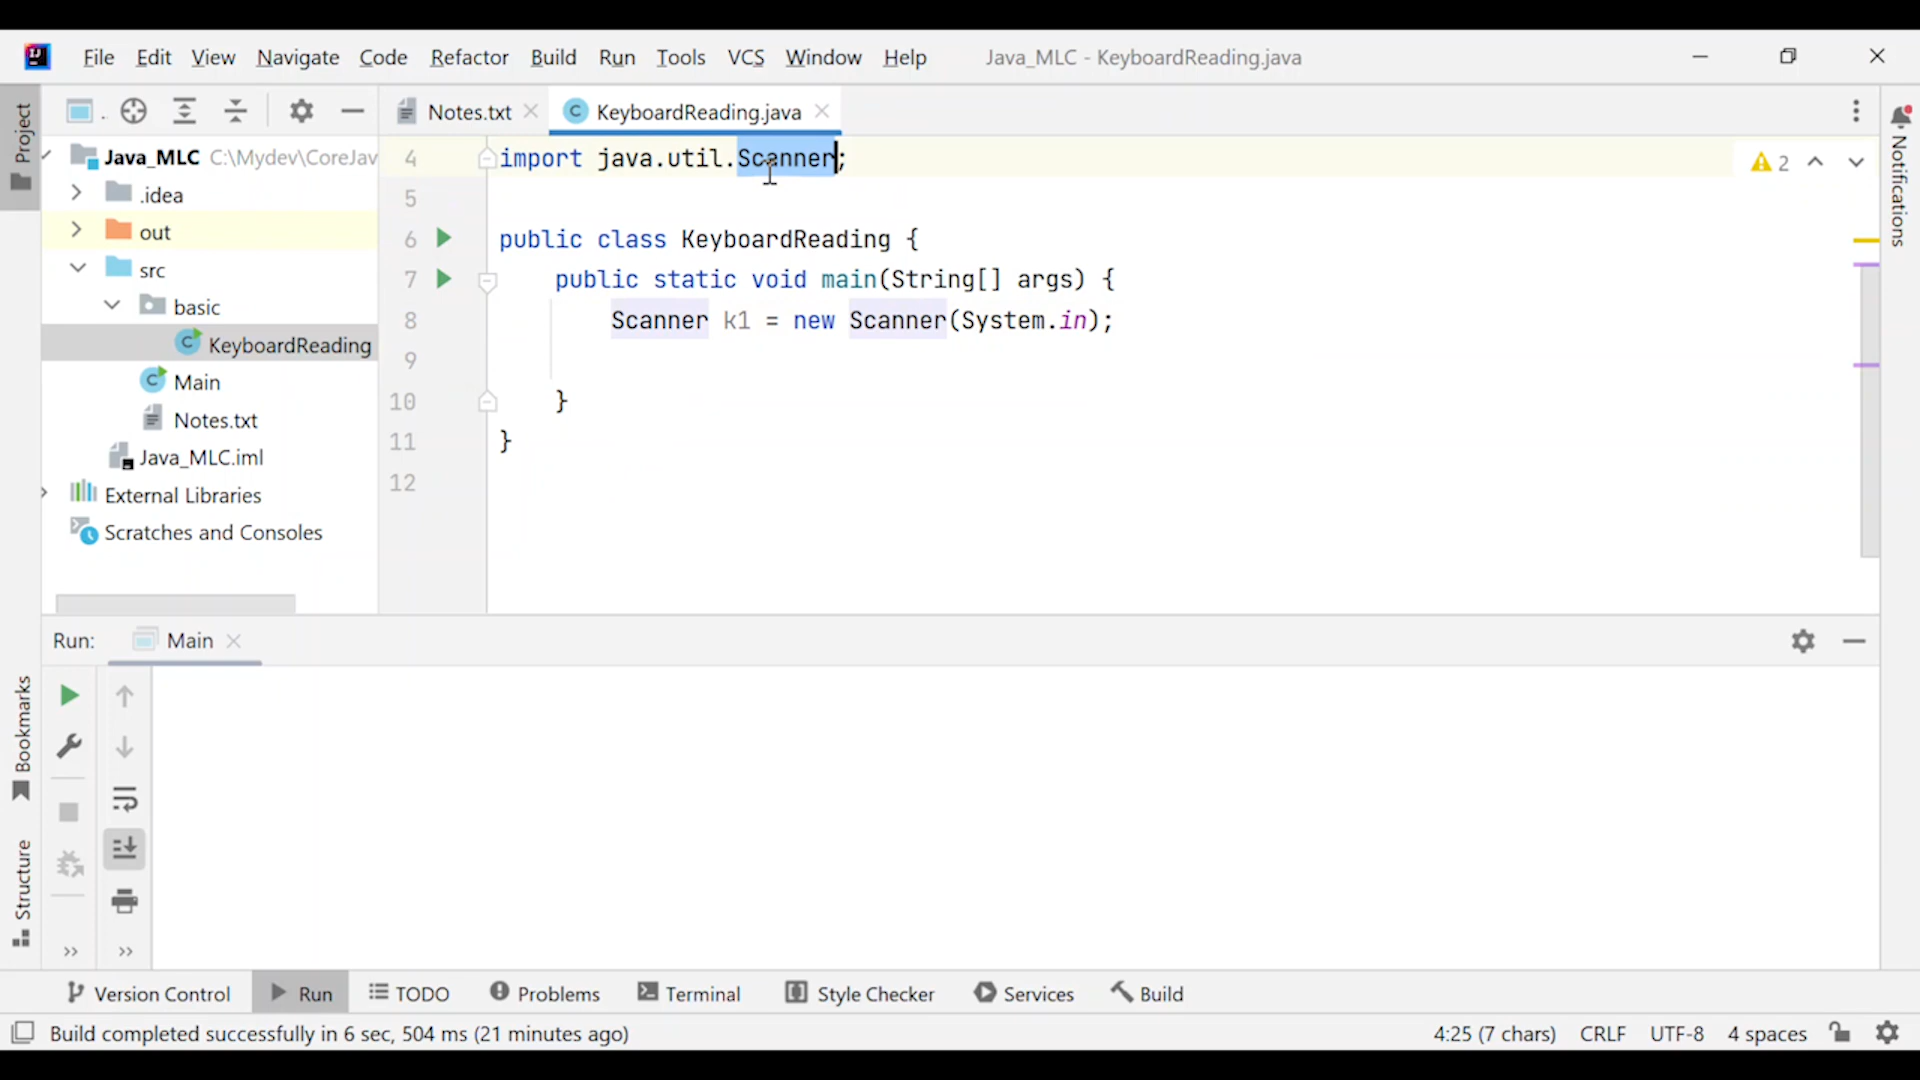 File Edit View Navigate Code Refactor Build Run Tools VCS Window Help Java_MLC - KeyboardReading.java
Project
Notes.txt
KeyboardReading.java
Java_MLC C:\Mydev\CoreJav
.idea
out
src
basic
KeyboardReading
Main
Notes.txt
Java_MLC.iml
External Libraries
Scratches and Consoles
4 import java.util.Scanner;
5
6 public class KeyboardReading {
7 public static void main(String[] args) {
8 Scanner k1 = new Scanner(System.in);
9
10 }
11 }
12
2
Notifications
Run: Main
Bookmarks
Structure
Version Control Run TODO Problems Terminal Style Checker Services Build
Build completed successfully in 6 sec, 504 ms (21 minutes ago) 4:25 (7 chars) CRLF UTF-8 4 spaces